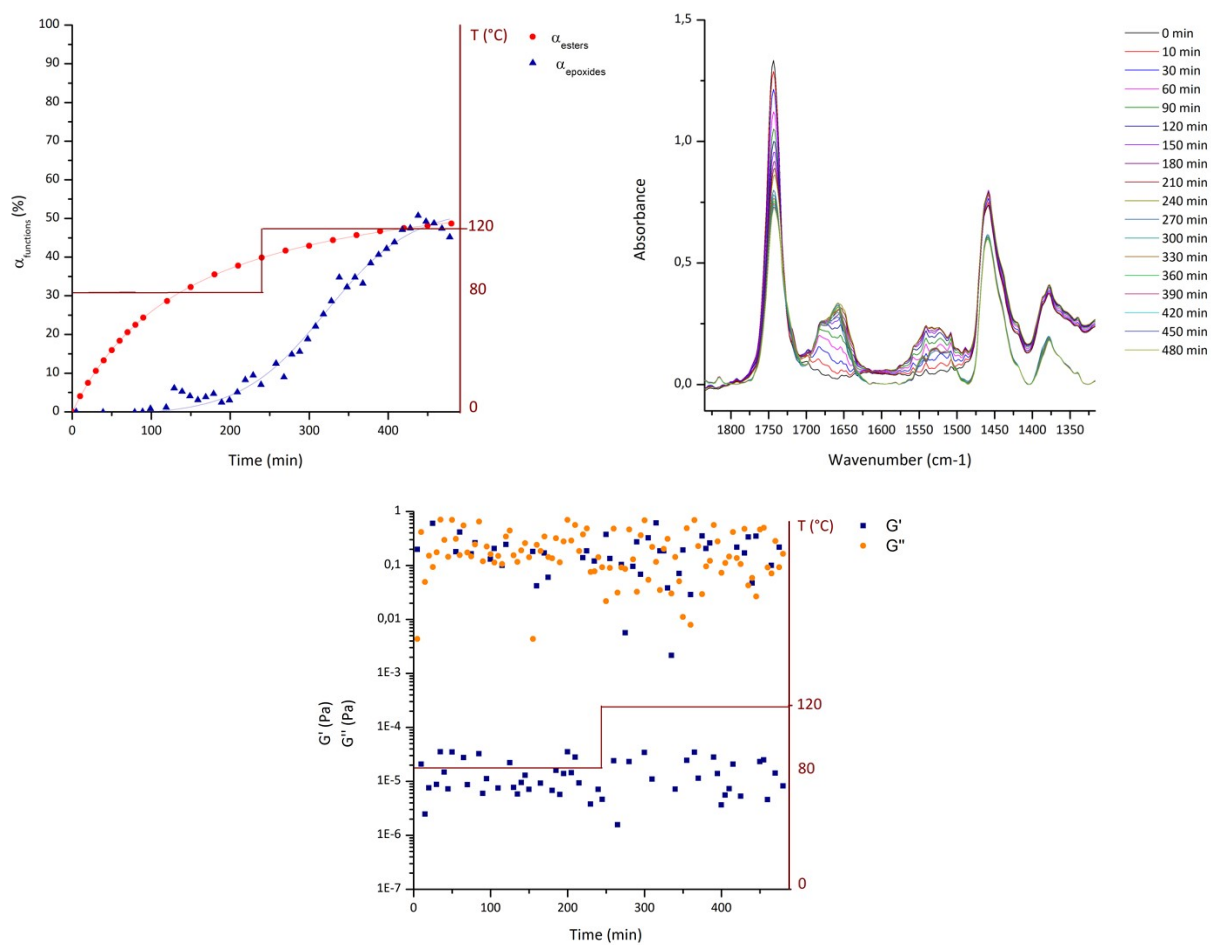 100
90
80
70
60
50
40
30
20
10
0
α functions (%)
0
100
200
300
400
Time (min)
T (°C)
120
80
0
α esters
α epoxides
1,5
1,0
0,5
0,0
Absorbance
1800
1750
1700
1650
1600
1550
1500
1450
1400
1350
Wavenumber (cm-1)
0 min
10 min
30 min
60 min
90 min
120 min
150 min
180 min
210 min
240 min
270 min
300 min
330 min
360 min
390 min
420 min
450 min
480 min
1
0,1
0,01
1E-3
1E-4
1E-5
1E-6
1E-7
G' (Pa)
G'' (Pa)
0
100
200
300
400
Time (min)
T (°C)
120
80
0
G'
G''